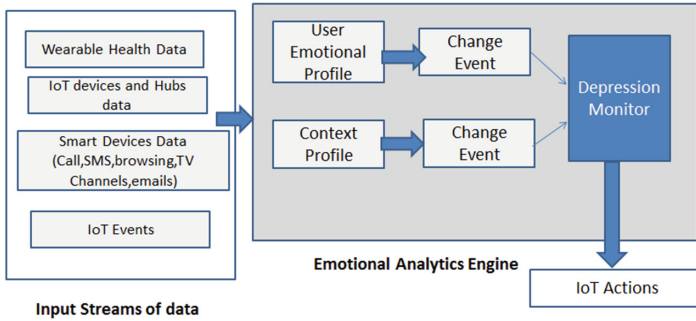 Wearable Health Data
IoT devices and Hubs
data
Smart Devices Data
(Call,SMS,browsing,TV
Channels,emails)
IoT Events
Input Streams of data
User
Emotional
Profile
Change
Event
Context
Profile
Change
Event
Depression
Monitor
Emotional Analytics Engine
IoT Actions